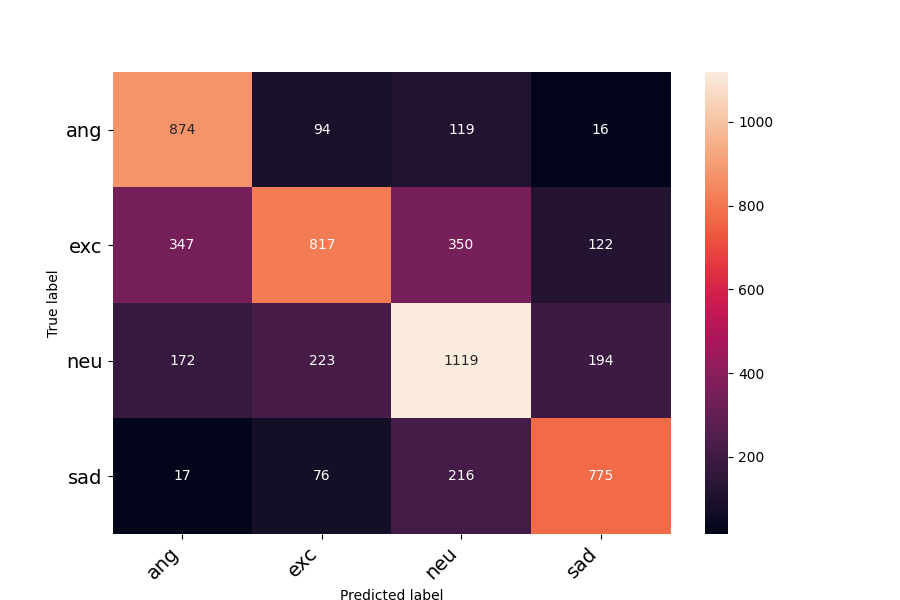 ang 874 94 119 16
exc 347 817 350 122
neu 172 223 1119 194
sad 17 76 216 775
ang exc neu sad
Predicted label
True label
1000
800
600
400
200